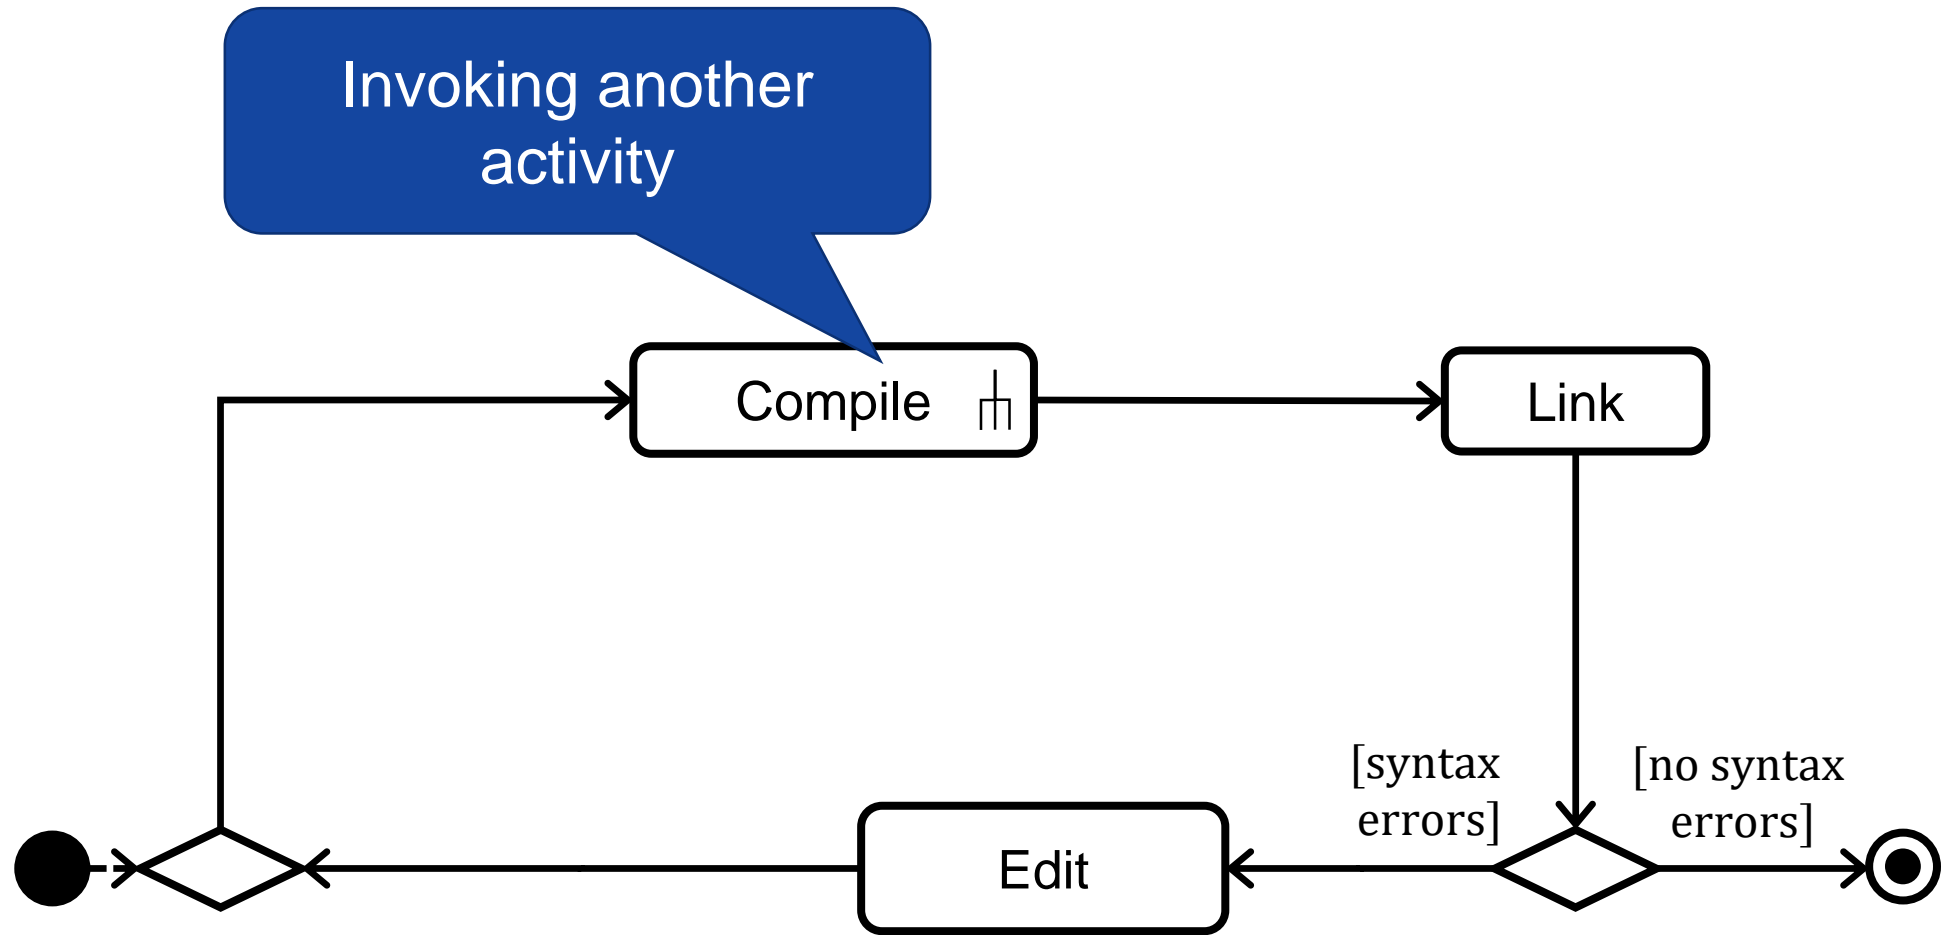 Invoking another
activity
Compile
Link
[syntax
errors]
[no syntax
errors]
Edit